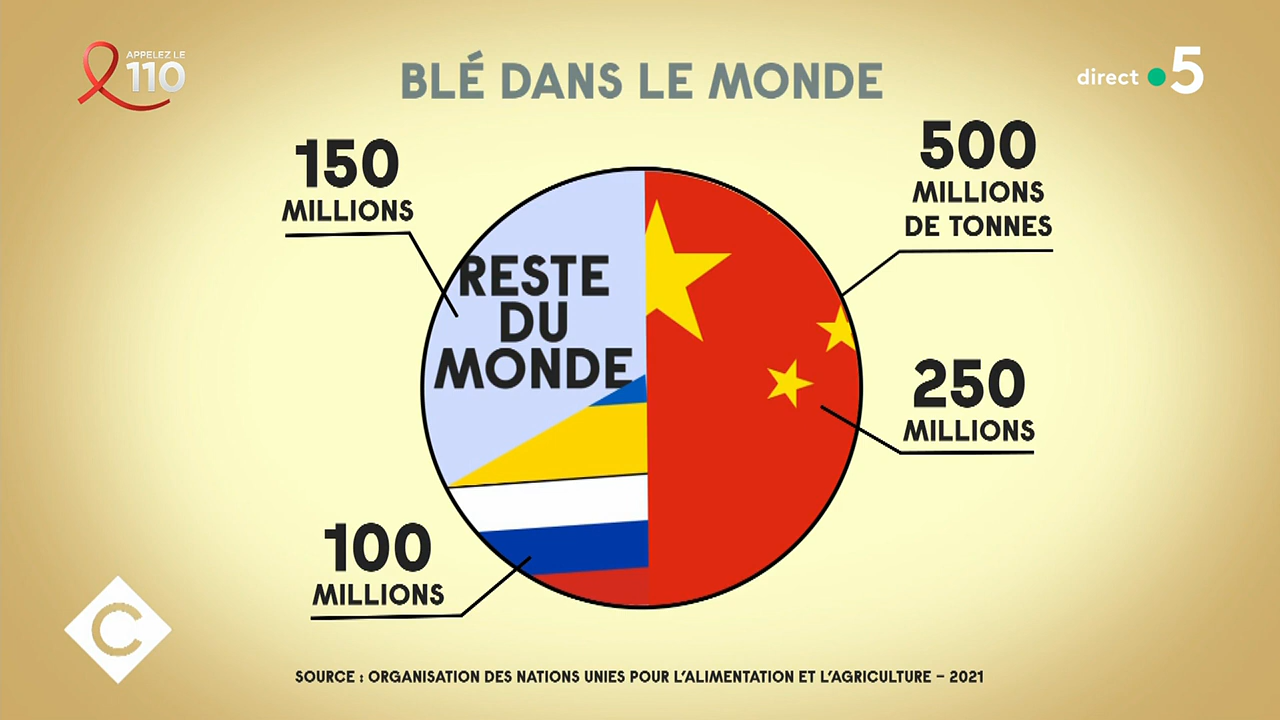 APPELEZ LE
110
BLÉ DANS LE MONDE
direct 5
150
MILLIONS
500
MILLIONS
DE TONNES
RESTE
DU
MONDE
250
MILLIONS
100
MILLIONS
C
SOURCE : ORGANISATION DES NATIONS UNIES POUR L'ALIMENTATION ET L'AGRICULTURE – 2021